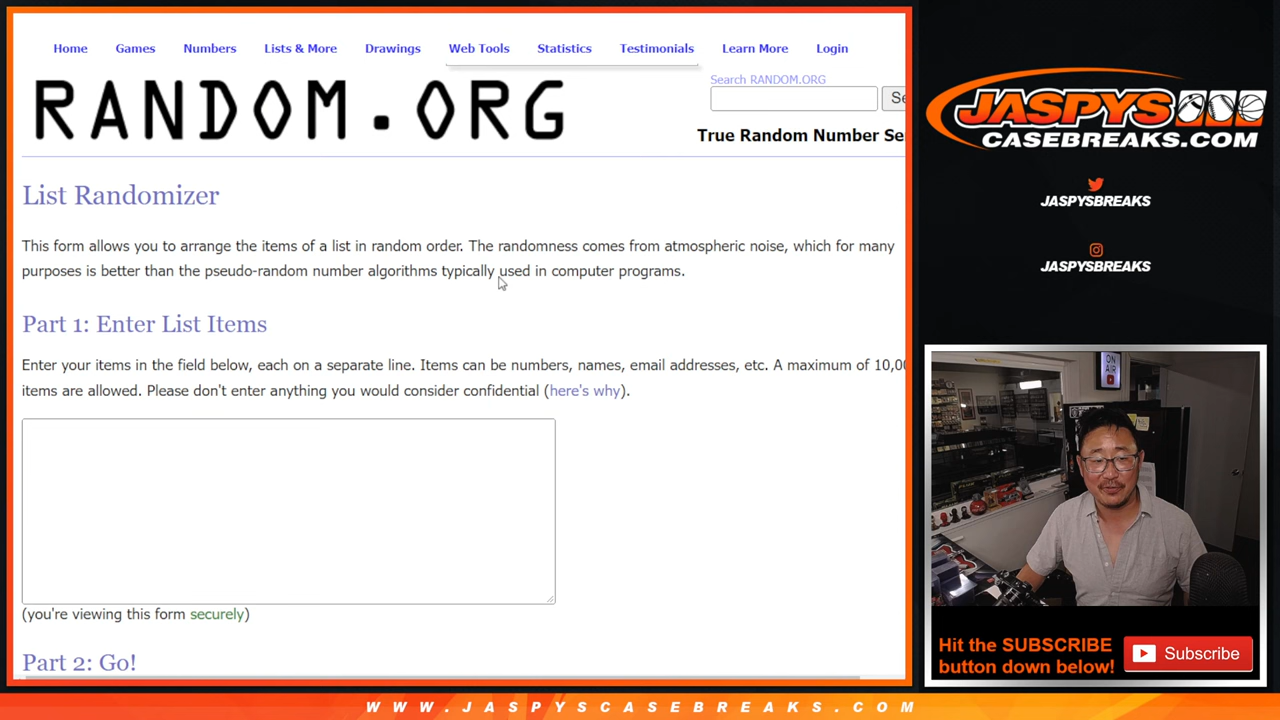 Home Games Numbers Lists & More Drawings Web Tools Statistics Testimonials Learn More Login
RANDOM.ORG
Search RANDOM.ORG
Se
True Random Number Se
List Randomizer
This form allows you to arrange the items of a list in random order. The randomness comes from atmospheric noise, which for many
purposes is better than the pseudo-random number algorithms typically used in computer programs.
Part 1: Enter List Items
Enter your items in the field below, each on a separate line. Items can be numbers, names, email addresses, etc. A maximum of 10,00
items are allowed. Please don't enter anything you would consider confidential (here's why).
(you're viewing this form securely)
Part 2: Go!
JASPYS
CASEBREAKS.COM
JASPYSBREAKS
JASPYSBREAKS
ON
AIR
Hit the SUBSCRIBE
button down below!
Subscribe
WWW.JASPYSCASEBREAKS.COM